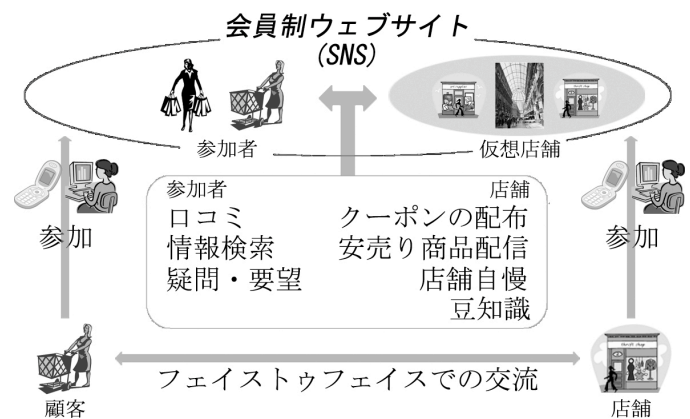 会員制ウェブサイト
(SNS)
参加者
仮想店舗
参加
参加
参加者
店舗
口コミ
クーポンの配布
情報検索
安売り商品配信
疑問・要望
店舗自慢
豆知識
フェイストゥフェイスでの交流
顧客
店舗